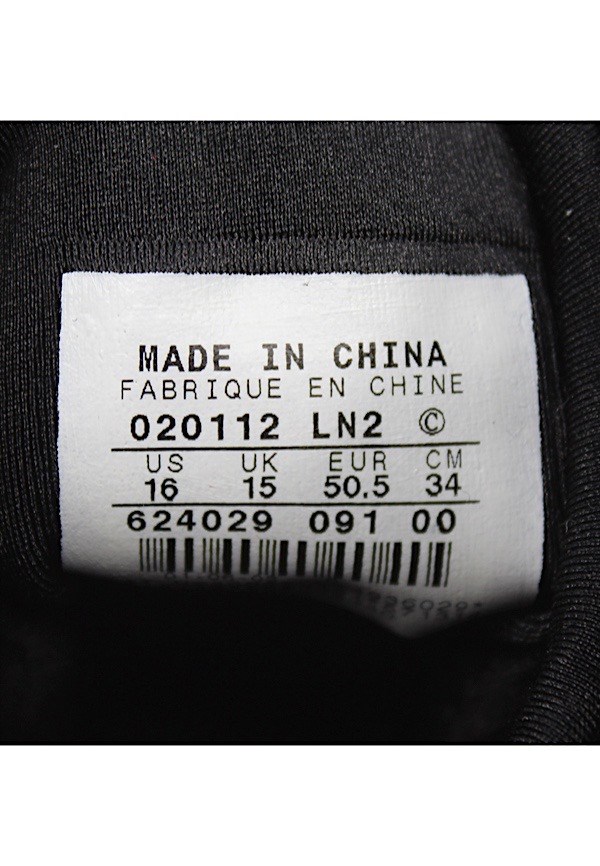 MADE IN CHINA
FABRIQUE EN CHINE
020112 LN2 ©
US UK EUR CM
16 15 50.5 34
624029 091 00